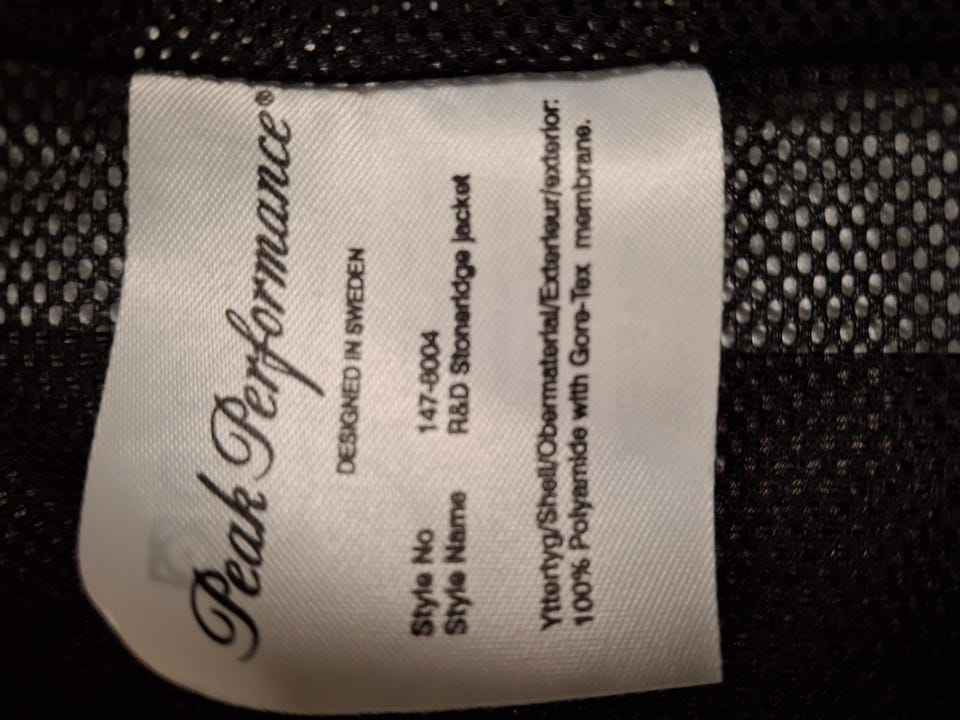 Peak Performance®
DESIGNED IN SWEDEN
Style No 147-8004
Style Name R&D Stoneridge jacket
Yttertyg/Shell/Obermaterial/Exterieur/exterior:
100% Polyamide with Gore-Tex membrane.